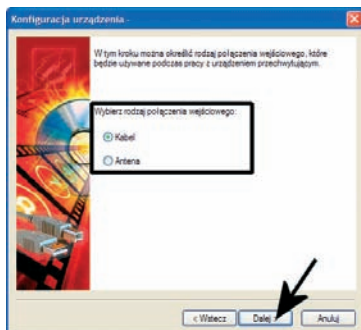 Konfiguracja urządzenia -
W tym kroku można określić rodzaj połączenia wejściowego, które
będzie używane podczas pracy z urządzeniem przechwytującym.
Wybierz rodzaj połączenia wejściowego:
Kabel
Antena
< Wstecz
Dalej >
Anuluj